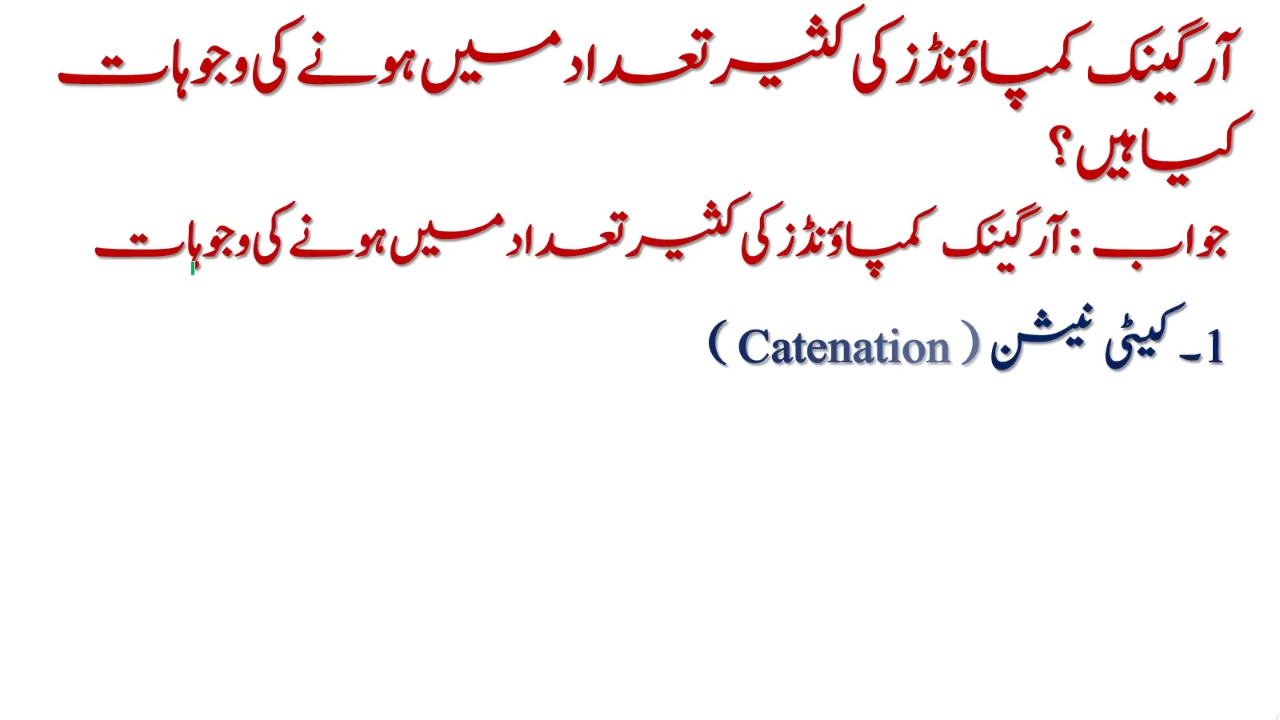 آرگینک کمپاؤنڈز کی کثیر تعداد میں ہونے کی وجوہات
کیا ہیں؟
جواب : آرگینک کمپاؤنڈز کی کثیر تعداد میں ہونے کی وجوہات
1۔ کیٹی نیشن ( Catenation )